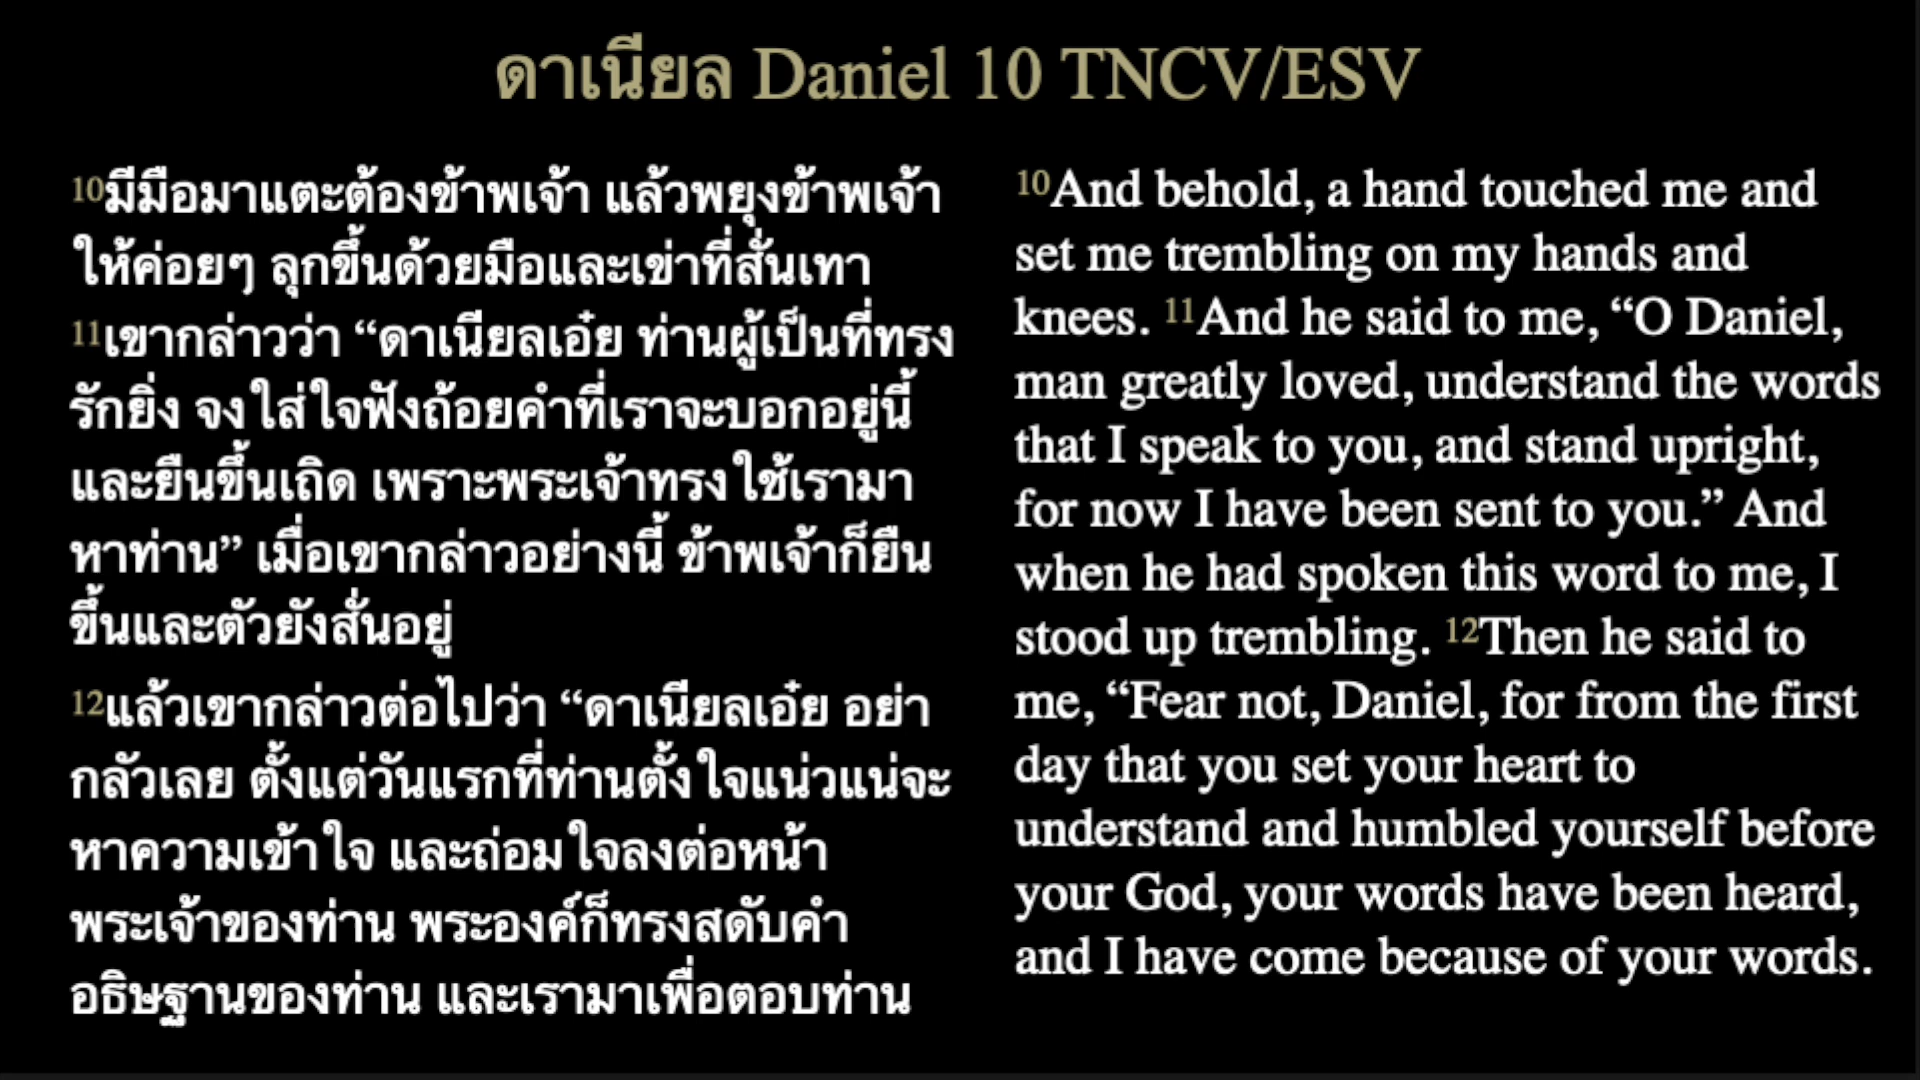 ดาเนียล Daniel 10 TNCV/ESV
10มีมือมาแตะต้องข้าพเจ้า แล้วพยุงข้าพเจ้า
ให้ค่อยๆ ลุกขึ้นด้วยมือและเข่าที่สั่นเทา
11เขากล่าวว่า “ดาเนียลเอ๋ย ท่านผู้เป็นที่ทรง
รักยิ่ง จงใส่ใจฟังถ้อยคำที่เราจะบอกอยู่นี้
และยืนขึ้นเถิด เพราะพระเจ้าทรงใช้เรามา
หาท่าน” เมื่อเขากล่าวอย่างนี้ ข้าพเจ้าก็ยืน
ขึ้นและตัวยังสั่นอยู่
12แล้วเขากล่าวต่อไปว่า “ดาเนียลเอ๋ย อย่า
กลัวเลย ตั้งแต่วันแรกที่ท่านตั้งใจแน่วแน่จะ
หาความเข้าใจ และถ่อมใจลงต่อหน้า
พระเจ้าของท่าน พระองค์ก็ทรงสดับคำ
อธิษฐานของท่าน และเรามาเพื่อตอบท่าน
10And behold, a hand touched me and
set me trembling on my hands and
knees. 11And he said to me, “O Daniel,
man greatly loved, understand the words
that I speak to you, and stand upright,
for now I have been sent to you.” And
when he had spoken this word to me, I
stood up trembling. 12Then he said to
me, “Fear not, Daniel, for from the first
day that you set your heart to
understand and humbled yourself before
your God, your words have been heard,
and I have come because of your words.